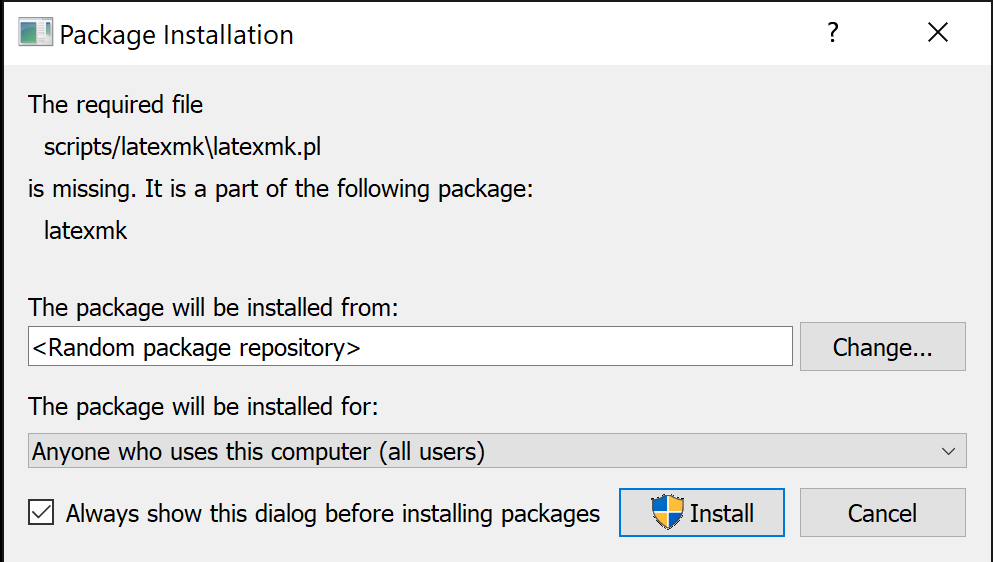 Package Installation
?
The required file
scripts/latexmk\latexmk.pl
is missing. It is a part of the following package:
latexmk
The package will be installed from:
<Random package repository>
Change...
The package will be installed for:
Anyone who uses this computer (all users)
Always show this dialog before installing packages
Install
Cancel